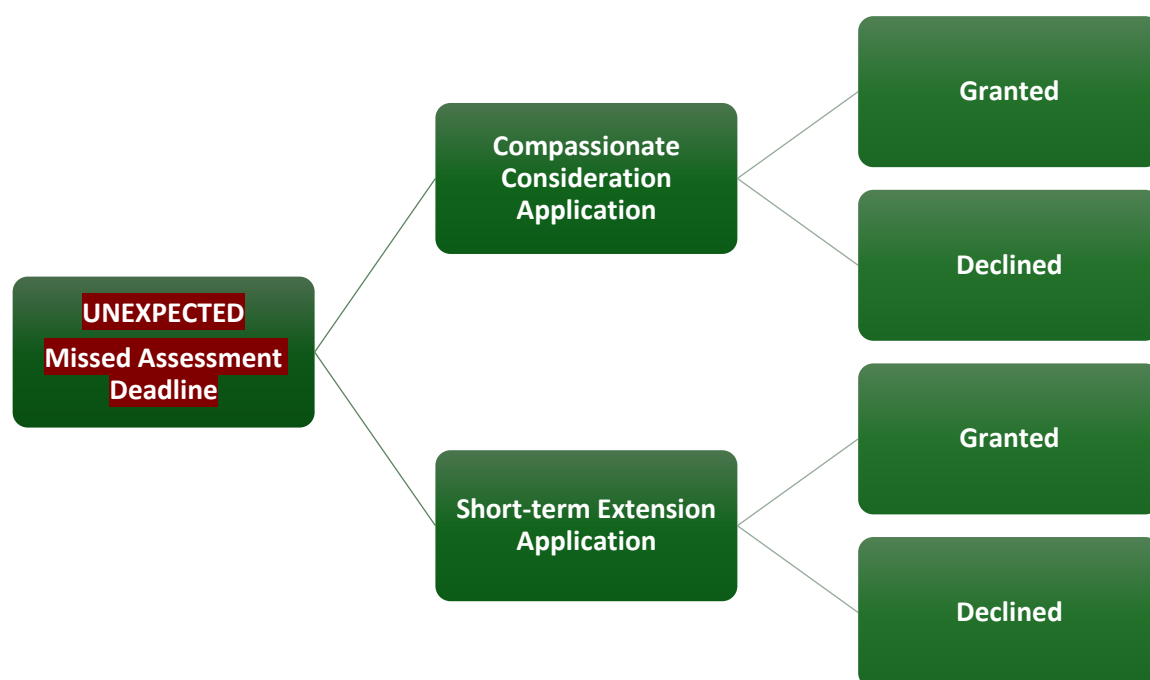 UNEXPECTED
Missed Assessment
Deadline
Compassionate
Consideration
Application
Granted
Declined
Short-term Extension
Application
Granted
Declined